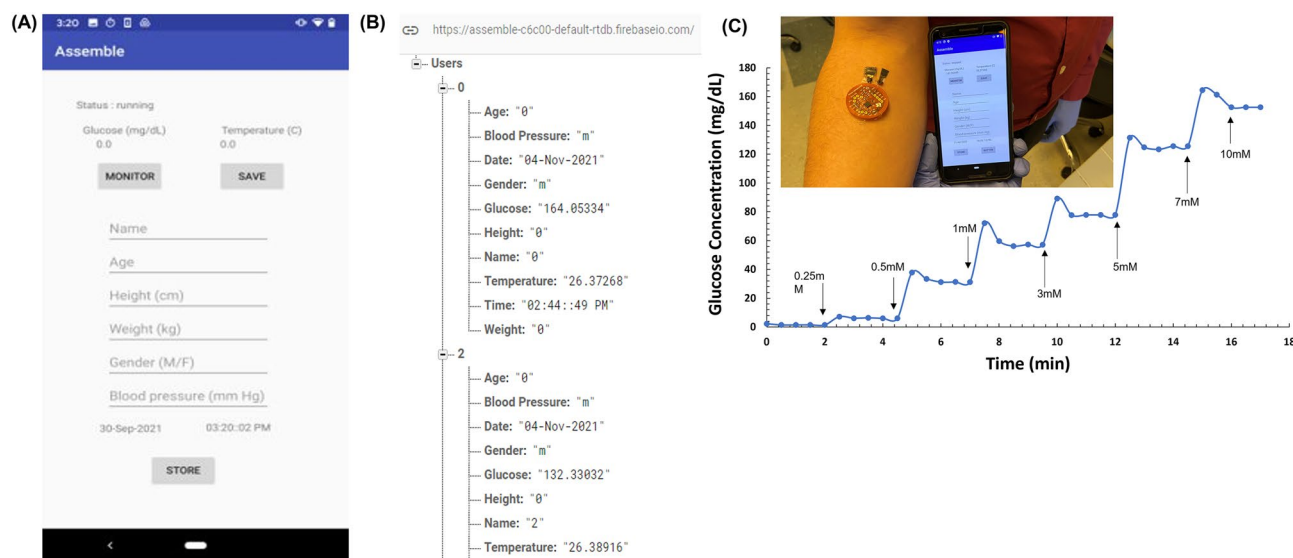 (A)
3:20
Assemble
Status : running
Glucose (mg/dL) Temperature (C)
0.0 0.0
MONITOR SAVE
Name
Age
Height (cm)
Weight (kg)
Gender (M/F)
Blood pressure (mm Hg)
30-Sep-2021 03:20::02 PM
STORE
(B)
https://assemble-c6c00-default-rtdb.firebaseio.com/
Users
0
Age: "0"
Blood Pressure: "m"
Date: "04-Nov-2021"
Gender: "m"
Glucose: "164.05334"
Height: "0"
Name: "0"
Temperature: "26.37268"
Time: "02:44::49 PM"
Weight: "0"
2
Age: "0"
Blood Pressure: "m"
Date: "04-Nov-2021"
Gender: "m"
Glucose: "132.33032"
Height: "0"
Name: "2"
Temperature: "26.38916"
(C)
Glucose Concentration (mg/dL)
180
160
140
120
100
80
60
40
20
0
0 2 4 6 8 10 12 14 16 18
Time (min)
0.25m
M
0.5mM
1mM
3mM
5mM
7mM
10mM